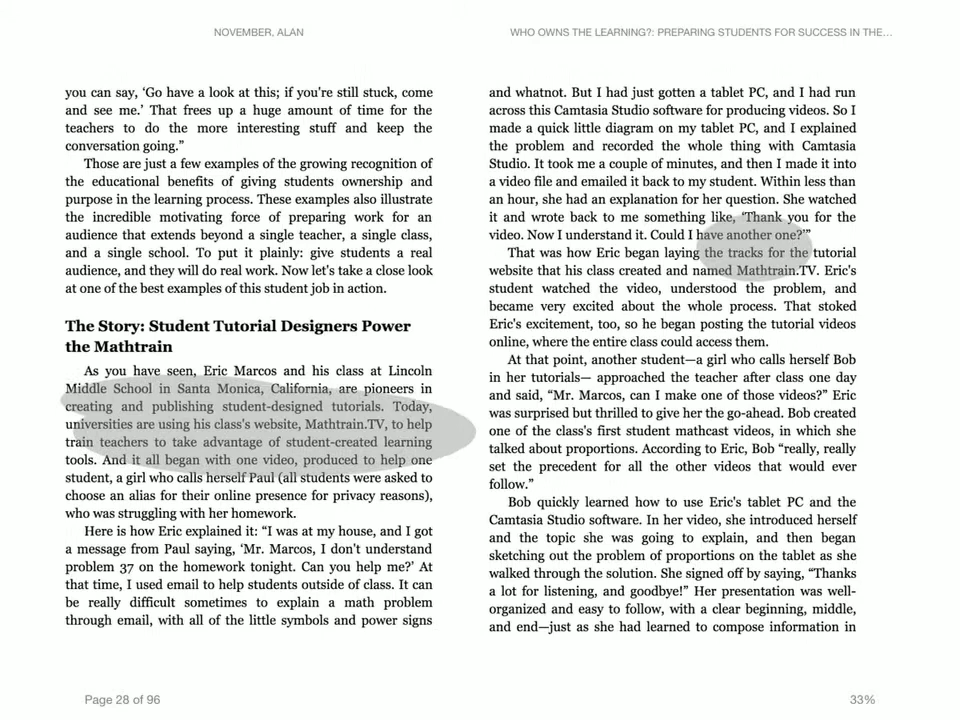 NOVEMBER, ALAN
WHO OWNS THE LEARNING?: PREPARING STUDENTS FOR SUCCESS IN THE…
you can say, ‘Go have a look at this; if you're still stuck, come
and see me.’ That frees up a huge amount of time for the
teachers to do the more interesting stuff and keep the
conversation going.”
Those are just a few examples of the growing recognition of
the educational benefits of giving students ownership and
purpose in the learning process. These examples also illustrate
the incredible motivating force of preparing work for an
audience that extends beyond a single teacher, a single class,
and a single school. To put it plainly: give students a real
audience, and they will do real work. Now let's take a close look
at one of the best examples of this student job in action.
The Story: Student Tutorial Designers Power
the Mathtrain
As you have seen, Eric Marcos and his class at Lincoln
Middle School in Santa Monica, California, are pioneers in
creating and publishing student-designed tutorials. Today,
universities are using his class's website, Mathtrain.TV, to help
train teachers to take advantage of student-created learning
tools. And it all began with one video, produced to help one
student, a girl who calls herself Paul (all students were asked to
choose an alias for their online presence for privacy reasons),
who was struggling with her homework.
Here is how Eric explained it: “I was at my house, and I got
a message from Paul saying, ‘Mr. Marcos, I don't understand
problem 37 on the homework tonight. Can you help me?’ At
that time, I used email to help students outside of class. It can
be really difficult sometimes to explain a math problem
through email, with all of the little symbols and power signs
and whatnot. But I had just gotten a tablet PC, and I had run
across this Camtasia Studio software for producing videos. So I
made a quick little diagram on my tablet PC, and I explained
the problem and recorded the whole thing with Camtasia
Studio. It took me a couple of minutes, and then I made it into
a video file and emailed it back to my student. Within less than
an hour, she had an explanation for her question. She watched
it and wrote back to me something like, ‘Thank you for the
video. Now I understand it. Could I have another one?’”
That was how Eric began laying the tracks for the tutorial
website that his class created and named Mathtrain.TV. Eric's
student watched the video, understood the problem, and
became very excited about the whole process. That stoked
Eric's excitement, too, so he began posting the tutorial videos
online, where the entire class could access them.
At that point, another student—a girl who calls herself Bob
in her tutorials— approached the teacher after class one day
and said, “Mr. Marcos, can I make one of those videos?” Eric
was surprised but thrilled to give her the go-ahead. Bob created
one of the class's first student mathcast videos, in which she
talked about proportions. According to Eric, Bob “really, really
set the precedent for all the other videos that would ever
follow.”
Bob quickly learned how to use Eric's tablet PC and the
Camtasia Studio software. In her video, she introduced herself
and the topic she was going to explain, and then began
sketching out the problem of proportions on the tablet as she
walked through the solution. She signed off by saying, “Thanks
a lot for listening, and goodbye!” Her presentation was well-
organized and easy to follow, with a clear beginning, middle,
and end—just as she had learned to compose information in
Page 28 of 96
33%